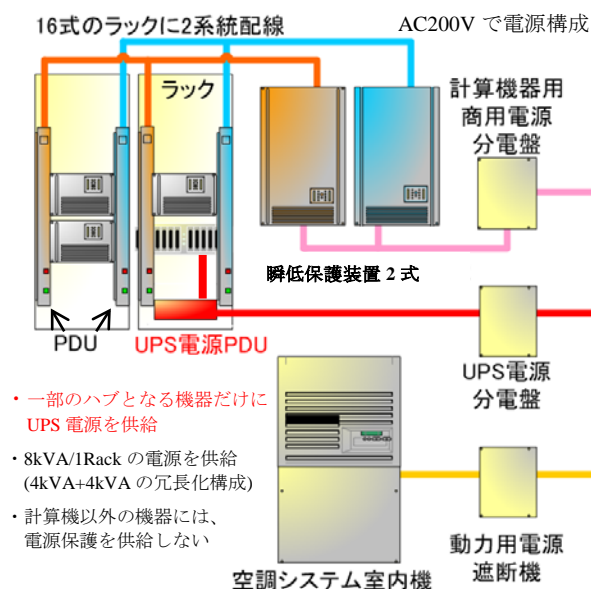 16式のラックに2系統配線
AC200V で電源構成
ラック
計算機器用
商用電源
分電盤
瞬低保護装置 2 式
PDU
UPS電源PDU
UPS電源
分電盤
・一部のハブとなる機器だけに
UPS 電源を供給
・8kVA/1Rack の電源を供給
(4kVA+4kVA の冗長化構成)
・計算機以外の機器には、
電源保護を供給しない
動力用電源
遮断機
空調システム室内機